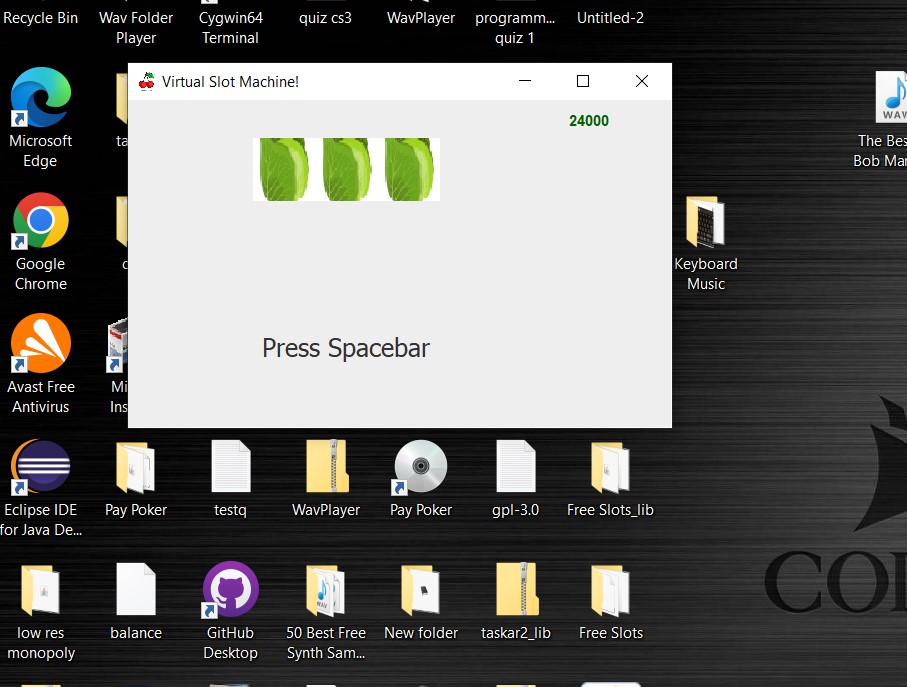 Recycle Bin
Wav Folder
Player
Cygwin64
Terminal
quiz cs3
WavPlayer
programm...
quiz 1
Untitled-2
Virtual Slot Machine!
24000
Press Spacebar
Microsoft
Edge
ta
The Bes
Bob Mar
WAV
Google
Chrome
Keyboard
Music
Avast Free
Antivirus
Mi
Ins
Eclipse IDE
for Java De...
Pay Poker
testq
WavPlayer
Pay Poker
gpl-3.0
Free Slots_lib
COR
low res
monopoly
balance
GitHub
Desktop
WAV
50 Best Free
Synth Sam...
New folder
taskar2_lib
Free Slots